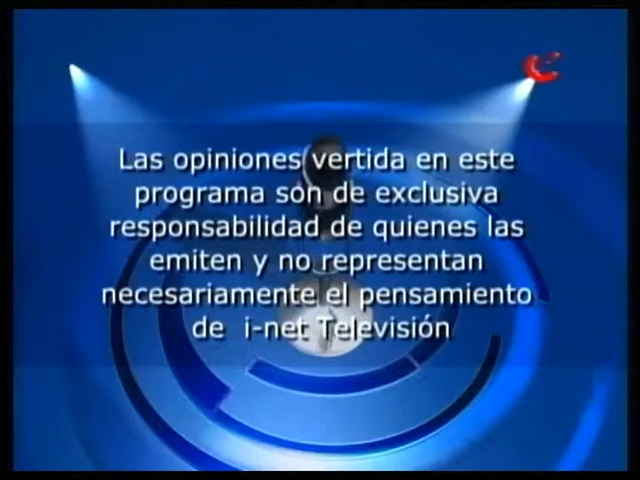 Las opiniones vertida en este
programa son de exclusiva
responsabilidad de quienes las
emiten y no representan
necesariamente el pensamiento
de i-net Televisión